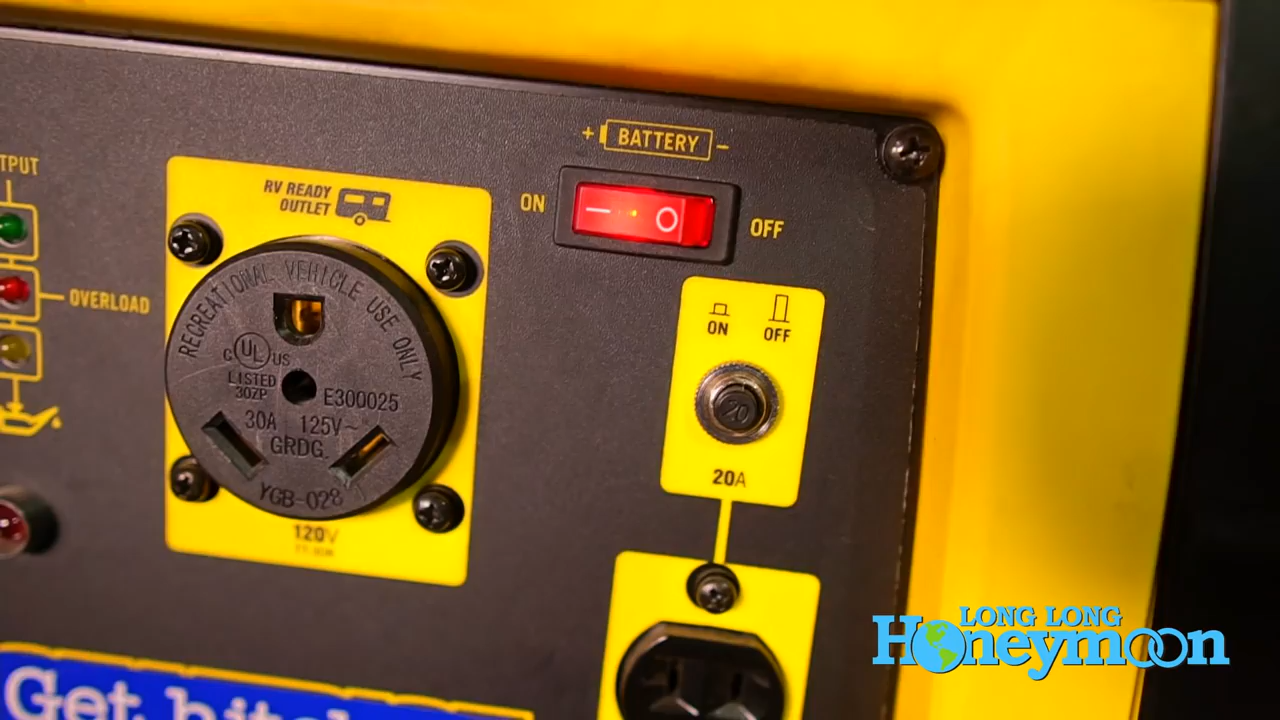 + BATTERY -
ON
OFF
TPUT
OVERLOAD
RV READY
OUTLET
RECREATIONAL VEHICLE USE ONLY
C UL US
LISTED
30ZP
E300025
30A 125V~
GRDG.
YGB-028
120V
ON OFF
20
20A
Get
LONG LONG
Honeymoon